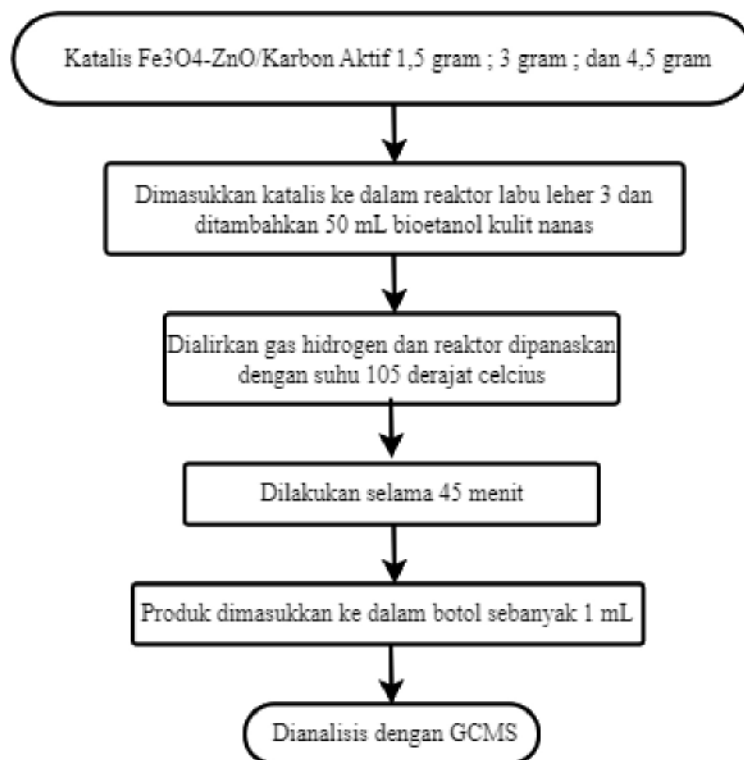 Katalis Fe3O4-ZnO/Karbon Aktif 1,5 gram ; 3 gram ; dan 4,5 gram
Dimasukkan katalis ke dalam reaktor labu leher 3 dan
ditambahkan 50 mL bioetanol kulit nanas
Dialirkan gas hidrogen dan reaktor dipanaskan
dengan suhu 105 derajat celcius
Dilakukan selama 45 menit
Produk dimasukkan ke dalam botol sebanyak 1 mL
Dianalisis dengan GCMS